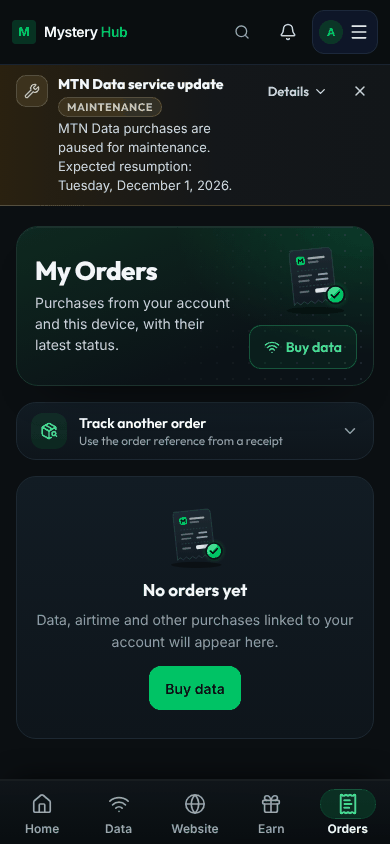 M Mystery Hub A
MTN Data service update
Details
MAINTENANCE
MTN Data purchases are
paused for maintenance.
Expected resumption:
Tuesday, December 1, 2026.
My Orders
Purchases from your account
and this device, with their
latest status.
Buy data
Track another order
Use the order reference from a receipt
No orders yet
Data, airtime and other purchases linked to your
account will appear here.
Buy data
Home Data Website Earn Orders